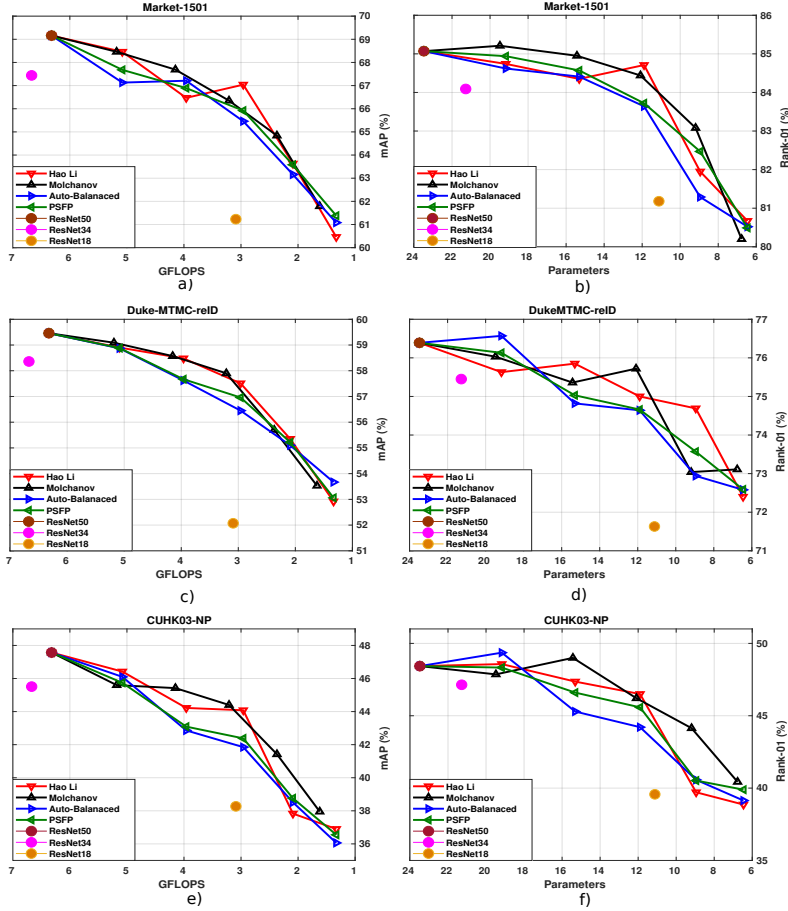 Market-1501
70
69
68
67
66
65
64
63
62
61
60
mAP (%)
Hao Li
Molchanov
Auto-Balanaced
PSFP
ResNet50
ResNet34
ResNet18
7 6 5 4 3 2 1
GFLOPS
a)
Market-1501
86
85
84
83
82
81
80
Rank-01 (%)
Hao Li
Molchanov
Auto-Balanaced
PSFP
ResNet50
ResNet34
ResNet18
24 22 20 18 16 14 12 10 8 6
Parameters
b)
Duke-MTMC-reID
60
59
58
57
56
55
54
53
52
51
mAP (%)
Hao Li
Molchanov
Auto-Balanaced
PSFP
ResNet50
ResNet34
ResNet18
7 6 5 4 3 2 1
GFLOPS
c)
DukeMTMC-reID
77
76
75
74
73
72
71
Rank-01 (%)
Hao Li
Molchanov
Auto-Balanaced
PSFP
ResNet50
ResNet34
ResNet18
24 22 20 18 16 14 12 10 8 6
Parameters
d)
CUHK03-NP
48
46
44
42
40
38
36
mAP (%)
Hao Li
Molchanov
Auto-Balanaced
PSFP
ResNet50
ResNet34
ResNet18
7 6 5 4 3 2 1
GFLOPS
e)
CUHK03-NP
50
45
40
35
Rank-01 (%)
Hao Li
Molchanov
Auto-Balanaced
PSFP
ResNet50
ResNet34
ResNet18
24 22 20 18 16 14 12 10 8 6
Parameters
f)